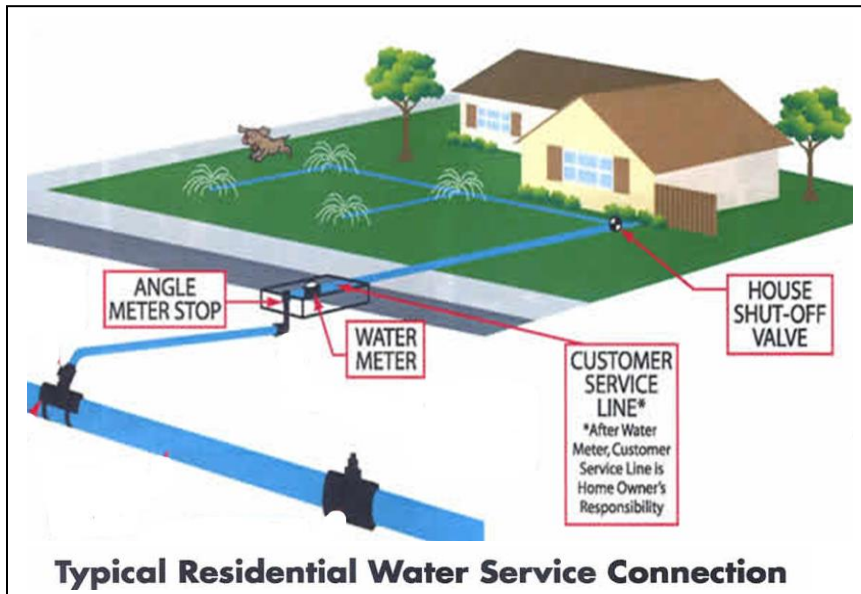 ANGLE
METER STOP
WATER
METER
HOUSE
SHUT-OFF
VALVE
CUSTOMER
SERVICE
LINE*
*After Water
Meter, Customer
Service Line is
Home Owner's
Responsibility
Typical Residential Water Service Connection